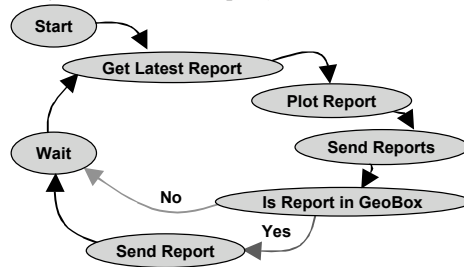 Start
Get Latest Report
Plot Report
Send Reports
Is Report in GeoBox
No
Yes
Send Report
Wait